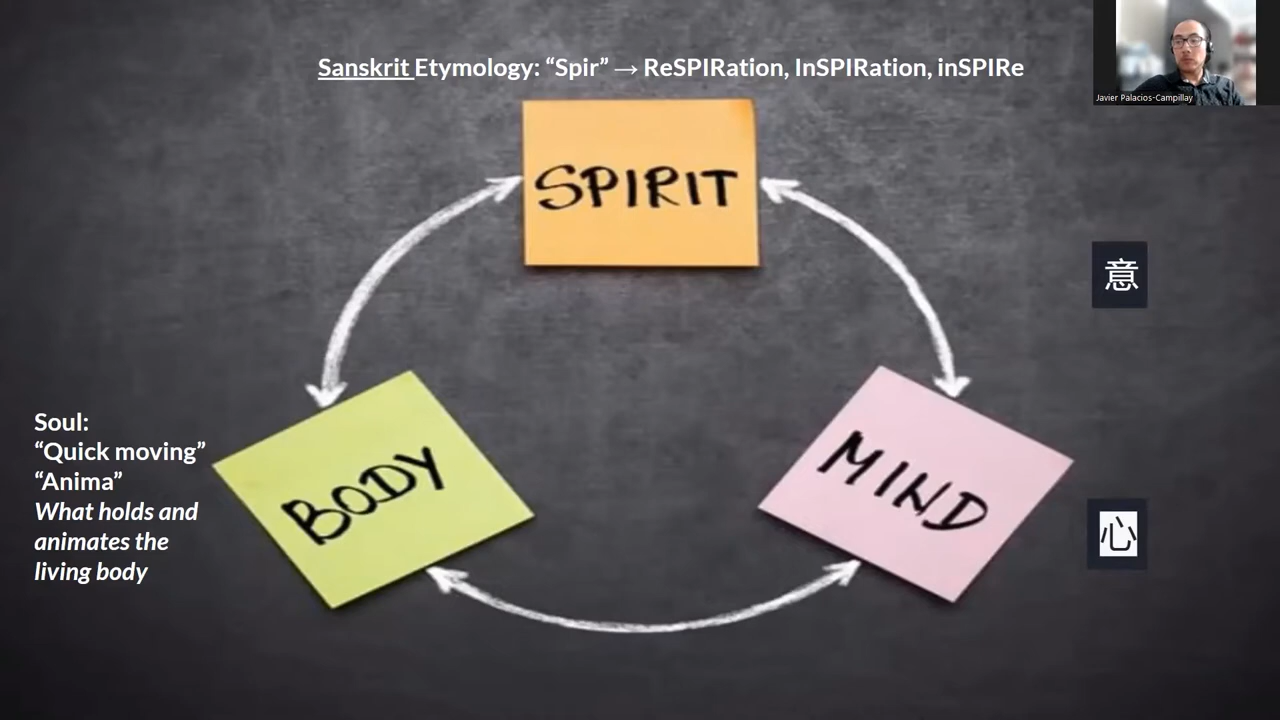 Sanskrit Etymology: “Spir” → ReSPIRation, InSPIRation, inSPIRe
Javier Palacios-Campillay
SPIRIT
意
Soul:
“Quick moving”
“Anima”
What holds and
animates the
living body
BODY
MIND
心